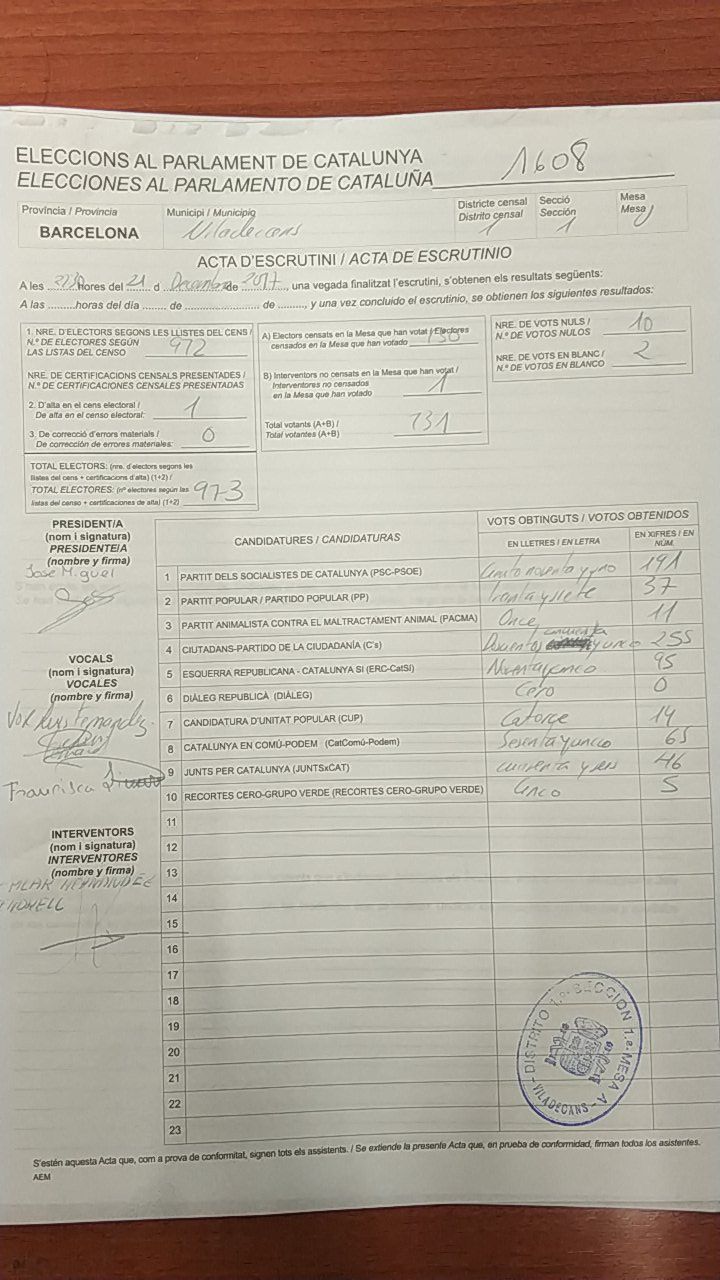 ELECCIONS AL PARLAMENT DE CATALUNYA
ELECCIONES AL PARLAMENTO DE CATALUÑA 1608
Província / Provincia
BARCELONA
Municipi / Municipio
Viladecans
Districte censal
Distrito censal
1
Secció
Sección
1
Mesa
Mesa
ACTA D'ESCRUTINI / ACTA DE ESCRUTINIO
A les hores del 21 d de 2017, una vegada finalitzat l'escrutini, s'obtenen els resultats següents:
A las .........horas del día ....... de ..................... de ........, y una vez concluido el escrutinio, se obtienen los siguientes resultados:
1. NRE. D'ELECTORS SEGONS LES LLISTES DEL CENS /
N.º DE ELECTORES SEGÚN
LAS LISTAS DEL CENSO 972
NRE. DE CERTIFICACIONS CENSALS PRESENTADES /
N.º DE CERTIFICACIONES CENSALES PRESENTADAS
2. D'alta en el cens electoral /
De alta en el censo electoral: 1
3. De correcció d'errors materials /
De corrección de errores materiales: 0
TOTAL ELECTORS: (nre. d'electors segons les
llistes del cens + certificacions d'alta) (1+2) /
TOTAL ELECTORES: (nº electores según las
listas del censo + certificaciones de alta) (1+2) 973
A) Electors censats en la Mesa que han votat / Electores
censados en la Mesa que han votado 730
B) Interventors no censats en la Mesa que han votat /
Interventores no censados
en la Mesa que han votado 1
Total votants (A+B) /
Total votantes (A+B) 731
NRE. DE VOTS NULS /
N.º DE VOTOS NULOS 10
NRE. DE VOTS EN BLANC /
N.º DE VOTOS EN BLANCO 2
PRESIDENT/A
(nom i signatura)
PRESIDENTE/A
(nombre y firma)
José Miguel
VOCALS
(nom i signatura)
VOCALES
(nombre y firma)
Francisca
INTERVENTORS
(nom i signatura)
INTERVENTORES
(nombre y firma)
CANDIDATURES / CANDIDATURAS
VOTS OBTINGUTS / VOTOS OBTENIDOS
EN LLETRES / EN LETRA
EN XIFRES / EN NÚM.
1 PARTIT DELS SOCIALISTES DE CATALUNYA (PSC-PSOE) ciento noventa y uno 191
2 PARTIT POPULAR / PARTIDO POPULAR (PP) treinta y siete 37
3 PARTIT ANIMALISTA CONTRA EL MALTRACTAMENT ANIMAL (PACMA) Once 11
4 CIUTADANS-PARTIDO DE LA CIUDADANÍA (C's) cincuenta y cinco 255
5 ESQUERRA REPUBLICANA - CATALUNYA SI (ERC-CatSí) Noventa y cinco 95
6 DIÀLEG REPUBLICÀ (DIÀLEG) Cero 0
7 CANDIDATURA D'UNITAT POPULAR (CUP) Catorce 14
8 CATALUNYA EN COMÚ-PODEM (CatComú-Podem) Sesenta y cinco 65
9 JUNTS PER CATALUNYA (JUNTSxCAT) 46
10 RECORTES CERO-GRUPO VERDE (RECORTES CERO-GRUPO VERDE) Cinco 5
11
12
13
14
15
16
17
18
19
20
21
22
23
DISTRITO 1.º - SECCION 1.ª - MESA A
- VILADECANS -
S'estén aquesta Acta que, com a prova de conformitat, signen tots els assistents. / Se extiende la presente Acta que, en prueba de conformidad, firman todos los asistentes.
AEM